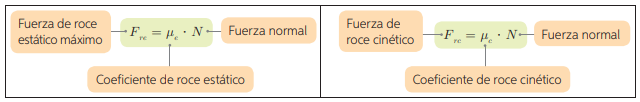 Fuerza de roce
estático máximo
F_re = μ_e · N
Fuerza normal
Coeficiente de roce estático
Fuerza de
roce cinético
F_rc = μ_c · N
Fuerza normal
Coeficiente de roce cinético